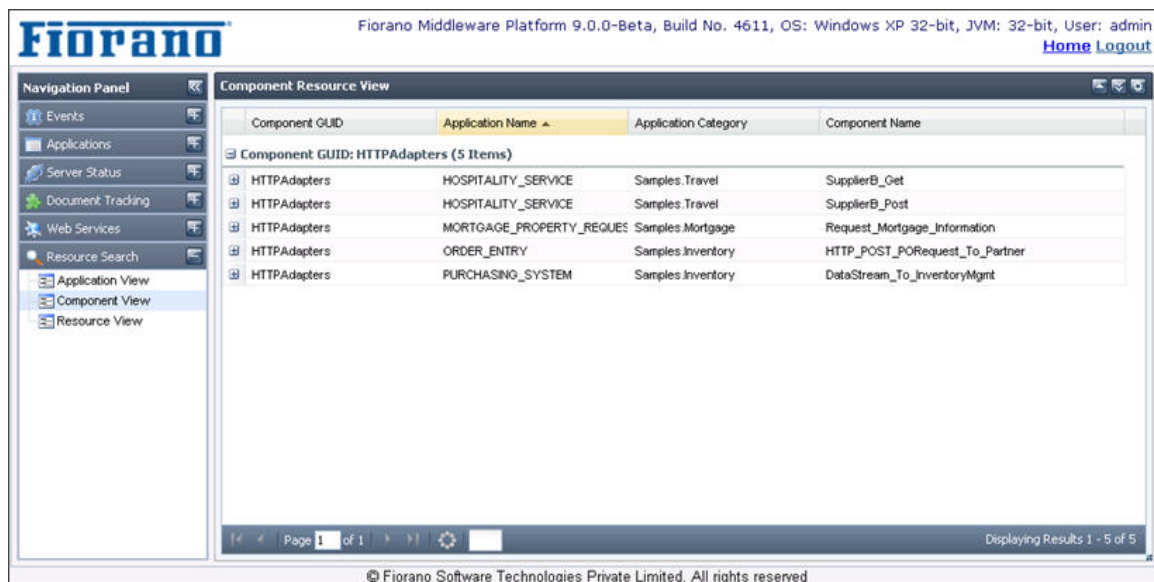 Fiorano
Fiorano Middleware Platform 9.0.0-Beta, Build No. 4611, OS: Windows XP 32-bit, JVM: 32-bit, User: admin
Home Logout
Navigation Panel
Events
Applications
Server Status
Document Tracking
Web Services
Resource Search
Application View
Component View
Resource View
Component Resource View
Component GUID Application Name Application Category Component Name
Component GUID: HTTPAdapters (5 Items)
HTTPAdapters HOSPITALITY_SERVICE Samples.Travel SupplierB_Get
HTTPAdapters HOSPITALITY_SERVICE Samples.Travel SupplierB_Post
HTTPAdapters MORTGAGE_PROPERTY_REQUES Samples.Mortgage Request_Mortgage_Information
HTTPAdapters ORDER_ENTRY Samples.Inventory HTTP_POST_PORequest_To_Partner
HTTPAdapters PURCHASING_SYSTEM Samples.Inventory DataStream_To_InventoryMgmt
Page 1 of 1 Displaying Results 1 - 5 of 5
© Fiorano Software Technologies Private Limited. All rights reserved